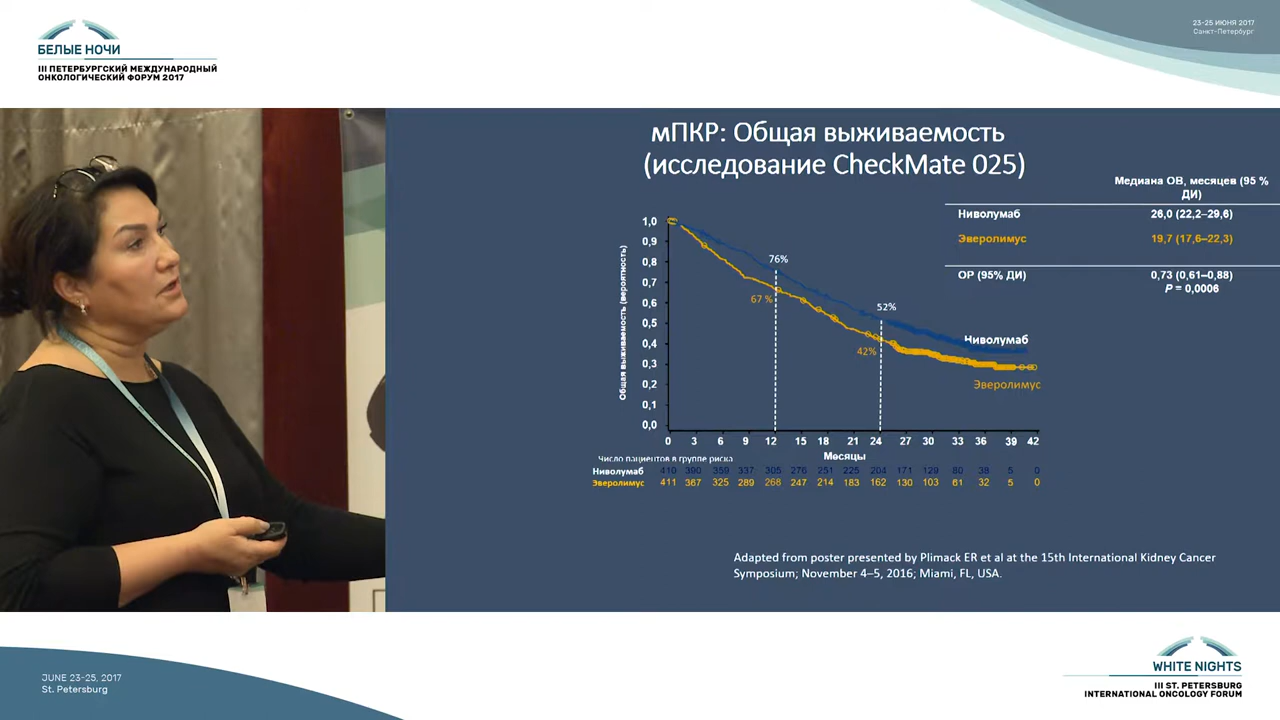 БЕЛЫЕ НОЧИ
III ПЕТЕРБУРГСКИЙ МЕЖДУНАРОДНЫЙ
ОНКОЛОГИЧЕСКИЙ ФОРУМ 2017
23-25 ИЮНЯ 2017
Санкт-Петербург
мПКР: Общая выживаемость
(исследование CheckMate 025)
Медиана ОВ, месяцев (95 %
ДИ)
Ниволумаб 26,0 (22,2–29,6)
Эверолимус 19,7 (17,6–22,3)
ОР (95% ДИ) 0,73 (0,61–0,88)
P = 0,0006
Общая выживаемость (вероятность)
1,0
0,9
0,8
0,7
0,6
0,5
0,4
0,3
0,2
0,1
0,0
76%
67 %
52%
42%
Ниволумаб
Эверолимус
0 3 6 9 12 15 18 21 24 27 30 33 36 39 42
Месяцы
Число пациентов в группе риска
Ниволумаб 410 390 359 337 305 276 251 225 204 171 129 80 38 5 0
Эверолимус 411 367 325 289 268 247 214 183 162 130 103 61 32 5 0
Adapted from poster presented by Plimack ER et al at the 15th International Kidney Cancer
Symposium; November 4–5, 2016; Miami, FL, USA.
JUNE 23-25, 2017
St. Petersburg
WHITE NIGHTS
III ST. PETERSBURG
INTERNATIONAL ONCOLOGY FORUM